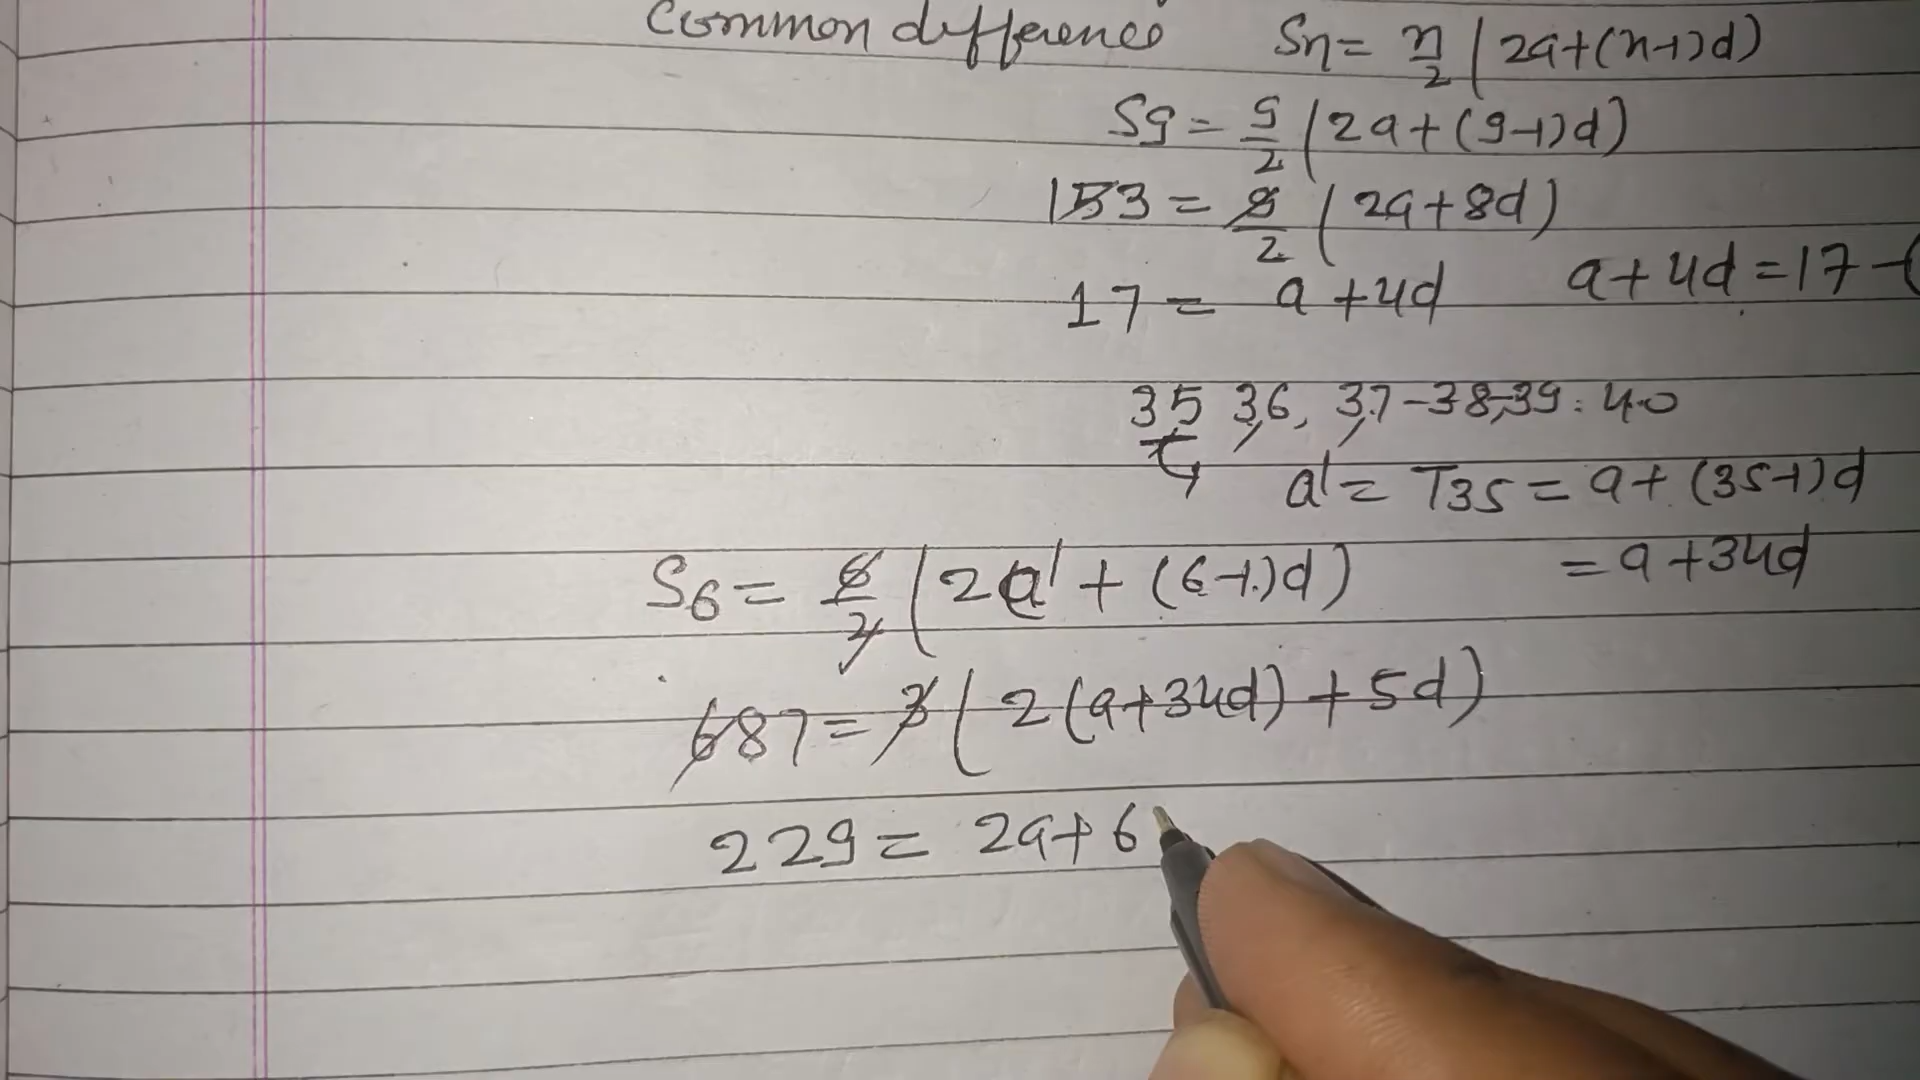 Common difference Sn = n/2 (2a+(n-1)d)
S9 = 9/2 (2a+(9-1)d)
153 = 9/2 (2a+8d)
17 = a+4d a+4d=17-(
35 36, 37-38,39. 40
a' = T35 = a+(35-1)d
S6 = 6/2 (2a' + (6-1)d) = a+34d
687 = 3 (2(a+34d)+5d)
229 = 2a+6